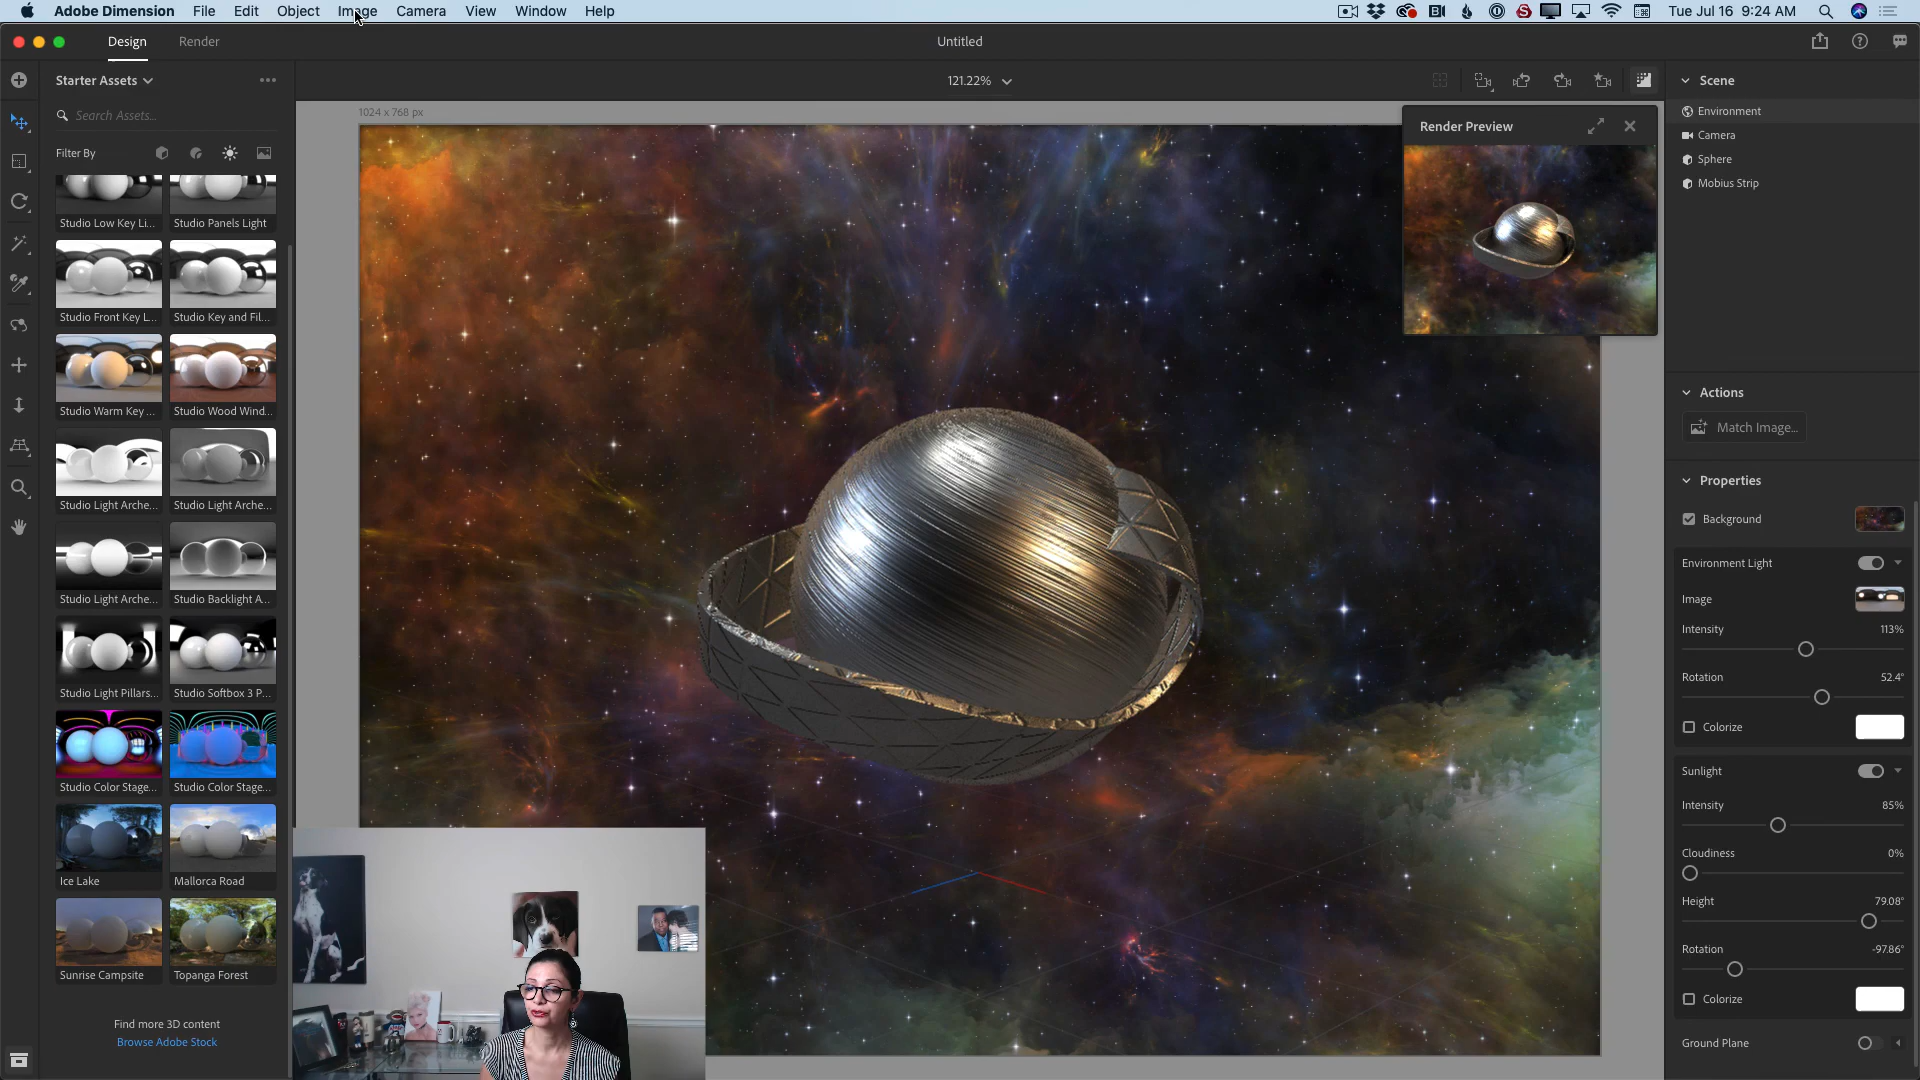 Adobe Dimension File Edit Object Image Camera View Window Help
Tue Jul 16 9:24 AM
Design Render
Untitled
Starter Assets
121.22%
Search Assets...
Filter By
Studio Low Key Li... Studio Panels Light
Studio Front Key L... Studio Key and Fil...
Studio Warm Key ... Studio Wood Wind...
Studio Light Arche... Studio Light Arche...
Studio Light Arche... Studio Backlight A...
Studio Light Pillars... Studio Softbox 3 P...
Studio Color Stage... Studio Color Stage...
Ice Lake Mallorca Road
Sunrise Campsite Topanga Forest
Find more 3D content
Browse Adobe Stock
1024 x 768 px
Render Preview
Scene
Environment
Camera
Sphere
Mobius Strip
Actions
Match Image...
Properties
Background
Environment Light
Image
Intensity 113%
Rotation 52.4°
Colorize
Sunlight
Intensity 85%
Cloudiness 0%
Height 79.08°
Rotation -97.86°
Colorize
Ground Plane